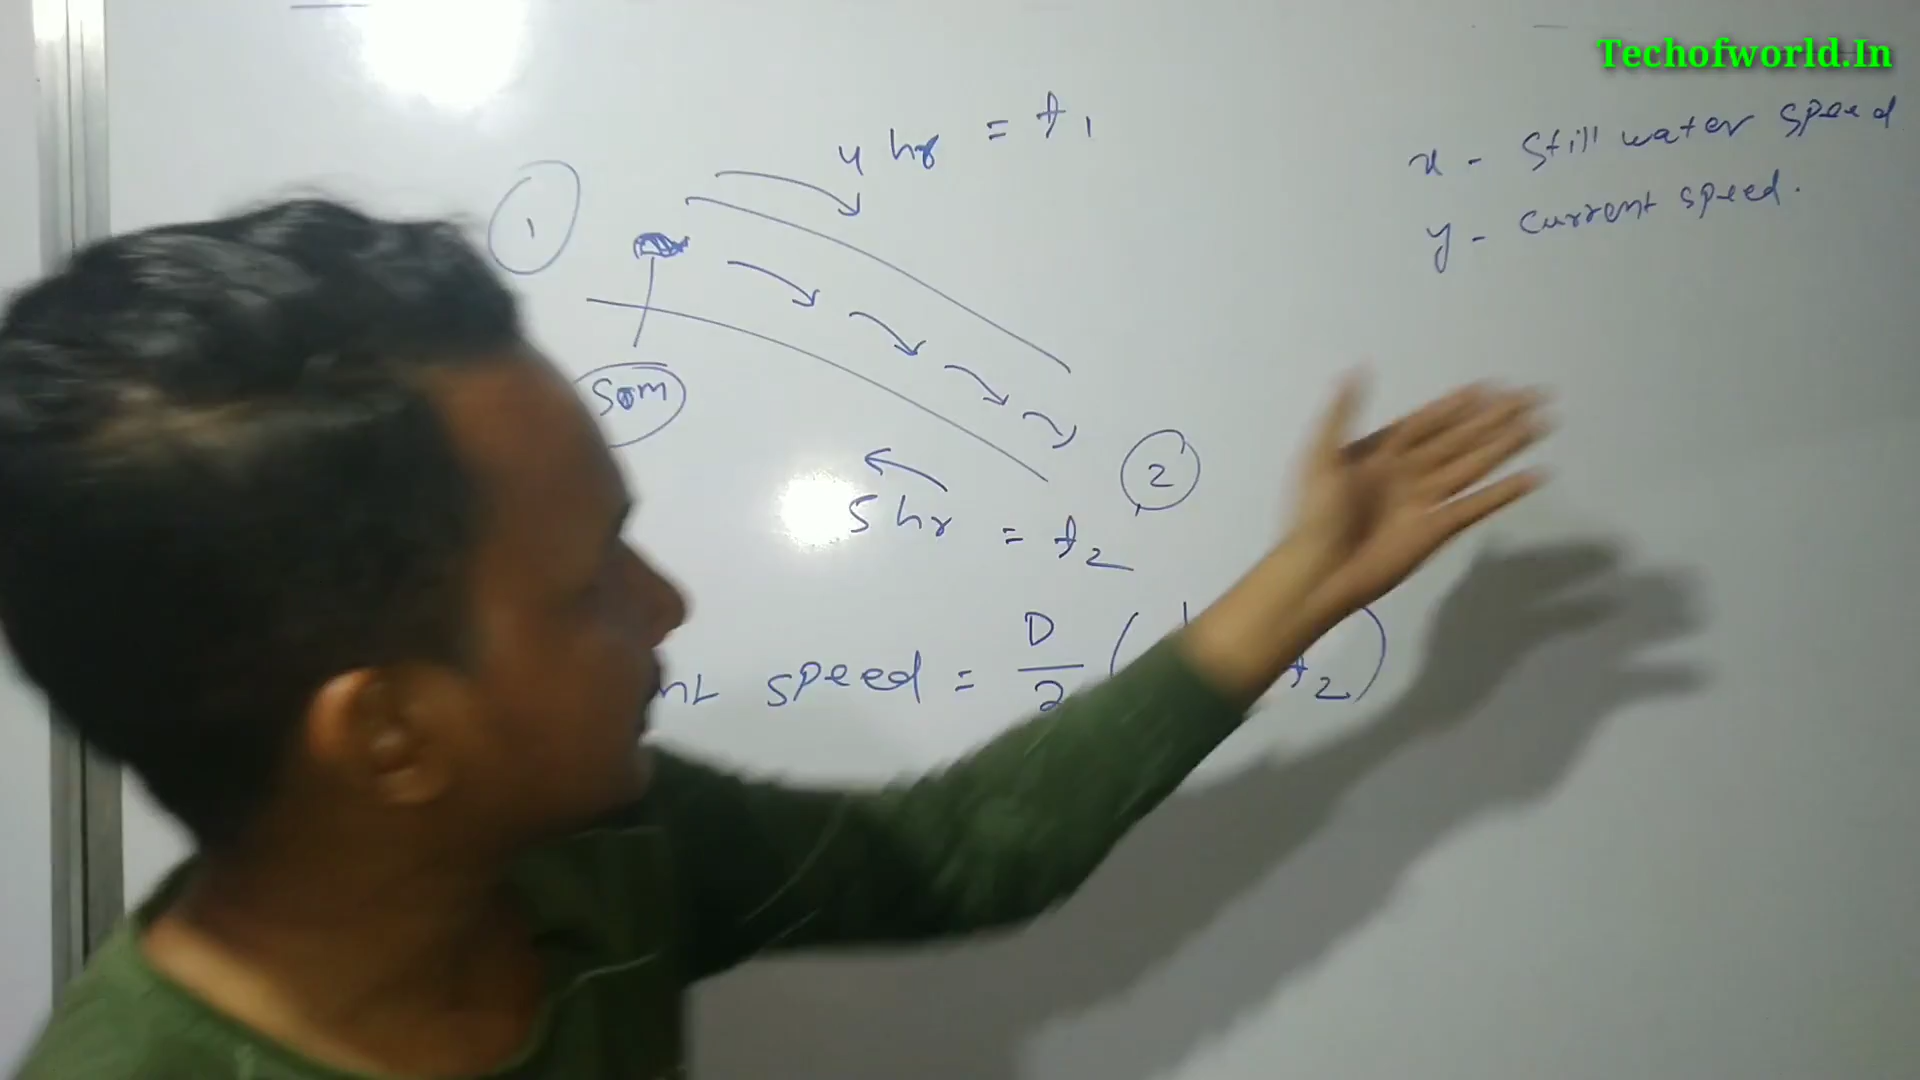 Techofworld.In
4 hr = t1
x - Still water speed
y - current speed.
1
Som
2
5 hr = t2
speed = D/2 ( t2 )